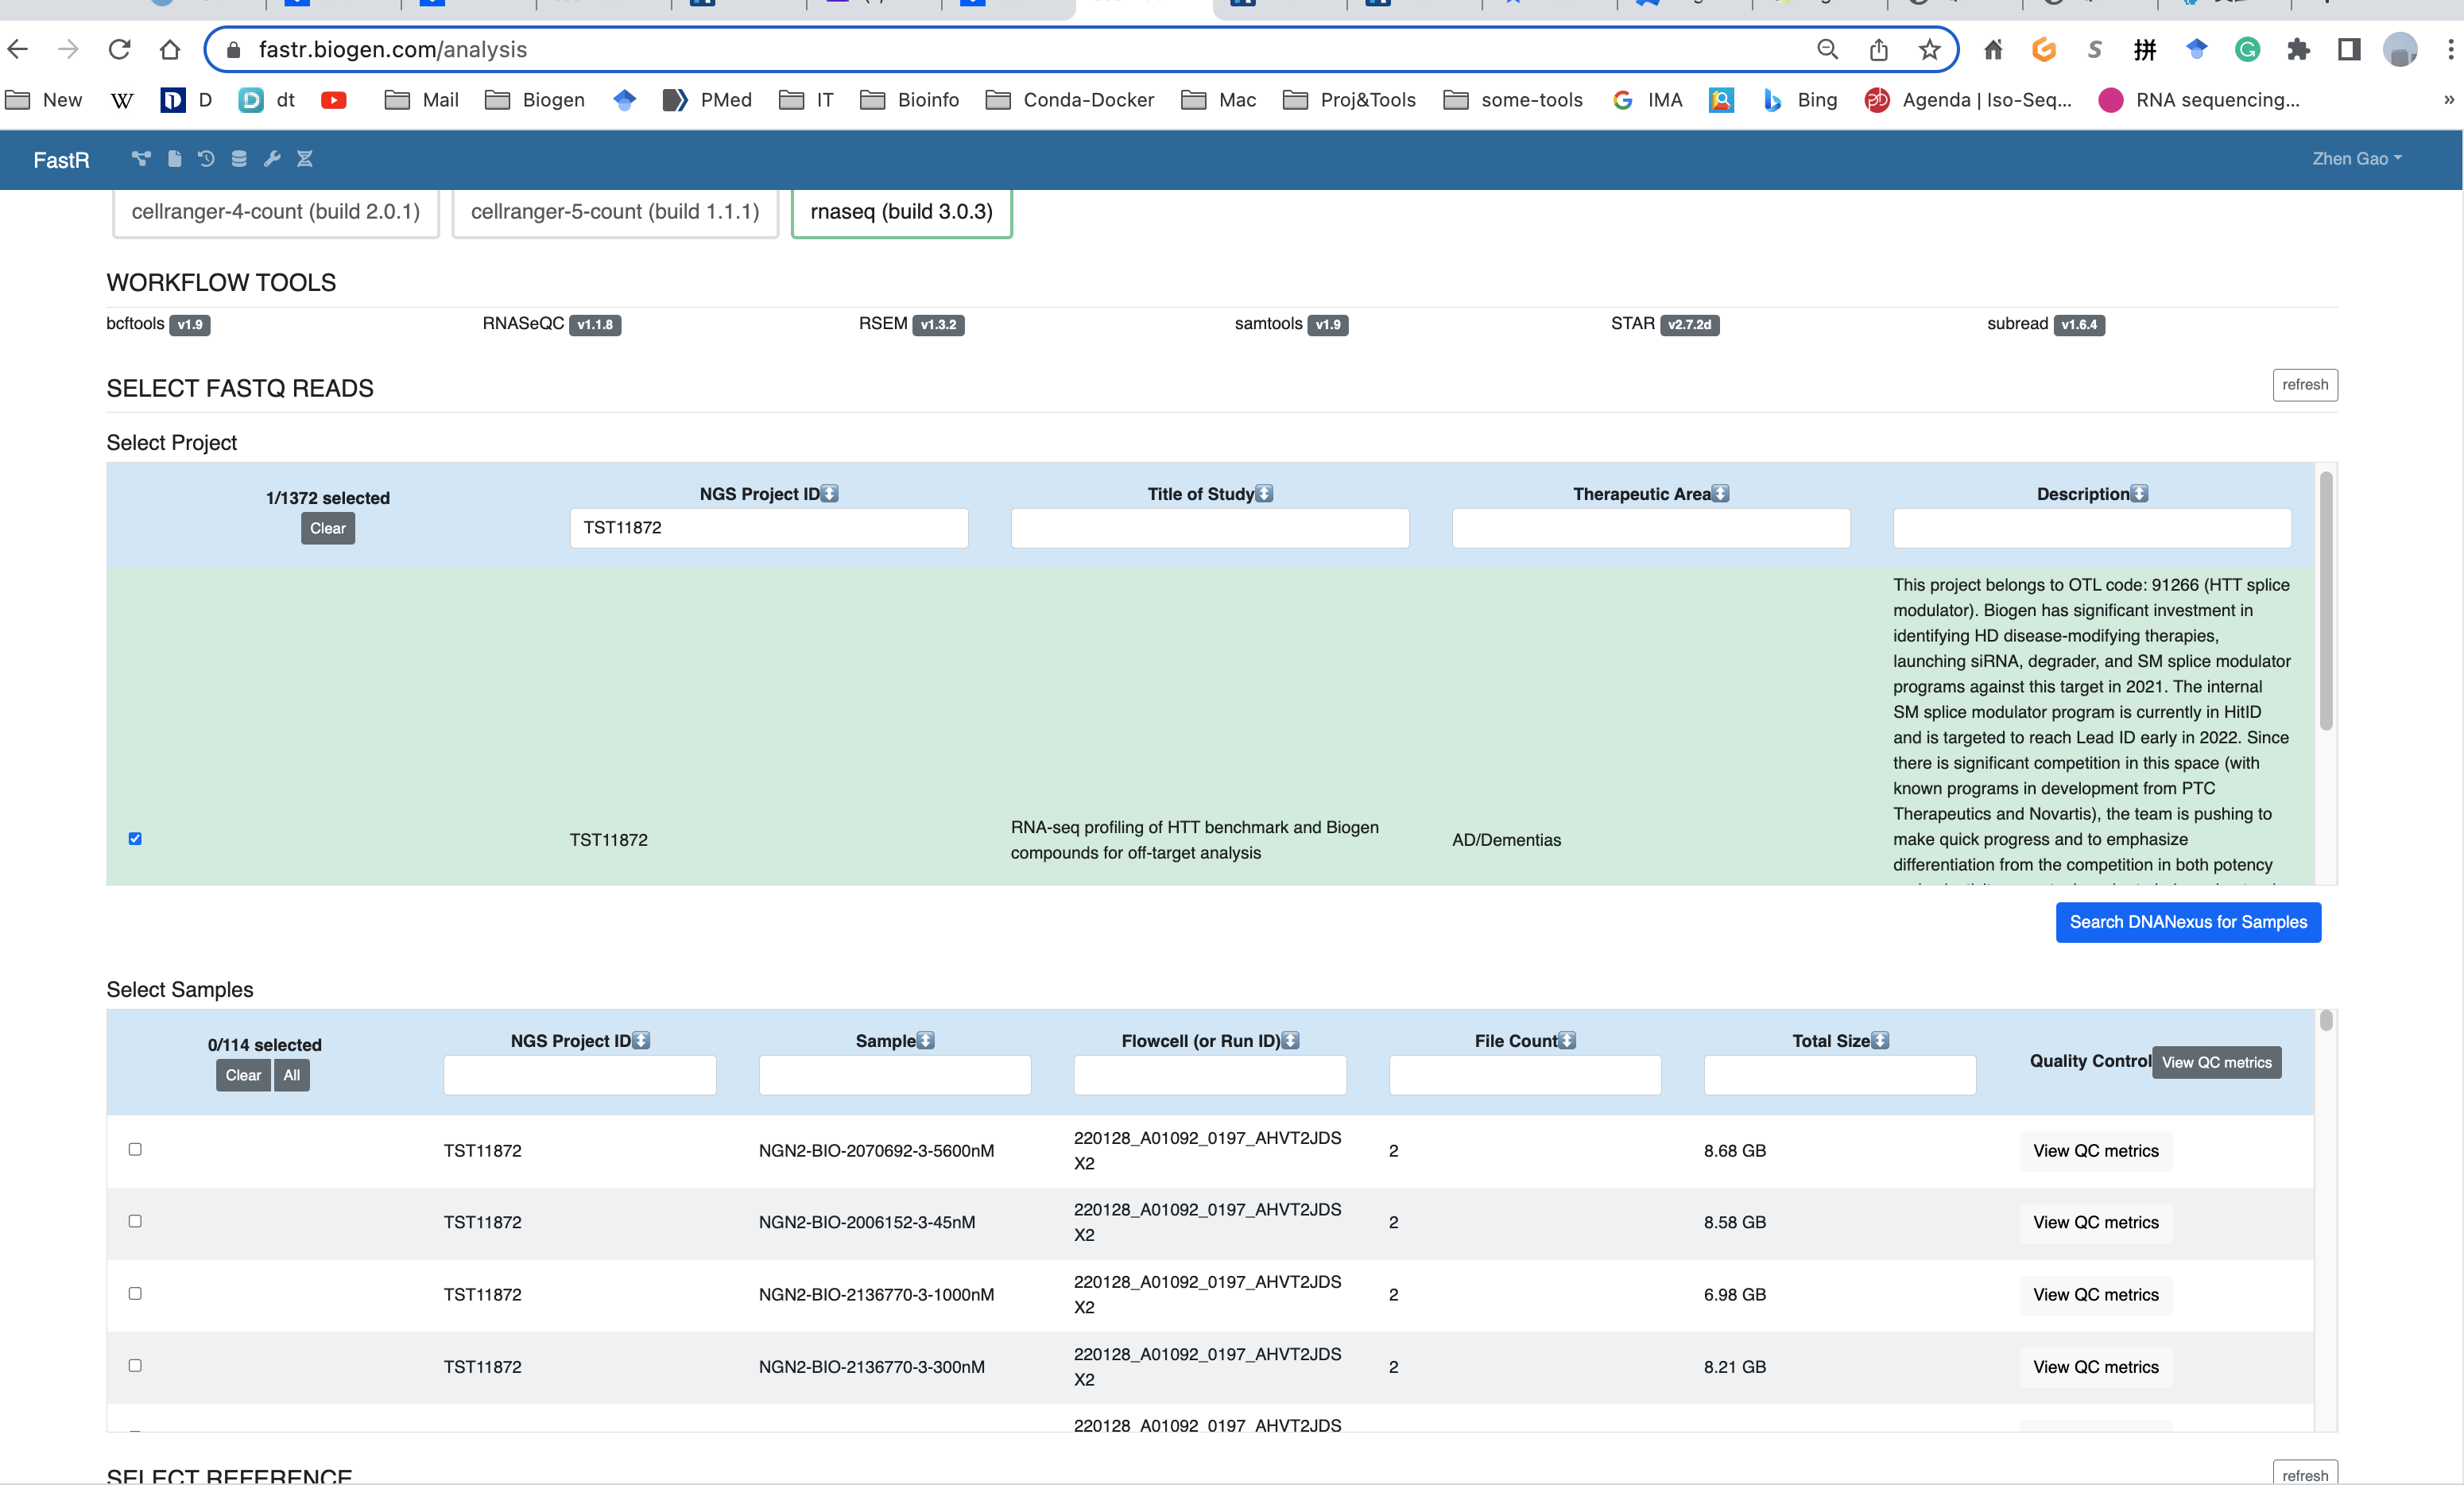 fastr.biogen.com/analysis
New W D dt Mail Biogen PMed IT Bioinfo Conda-Docker Mac Proj&Tools some-tools IMA Bing Agenda | Iso-Seq... RNA sequencing... »
FastR Zhen Gao
cellranger-4-count (build 2.0.1) cellranger-5-count (build 1.1.1) rnaseq (build 3.0.3)
WORKFLOW TOOLS
bcftools v1.9 RNASeQC v1.1.8 RSEM v1.3.2 samtools v1.9 STAR v2.7.2d subread v1.6.4
SELECT FASTQ READS refresh
Select Project
1/1372 selected NGS Project ID Title of Study Therapeutic Area Description
Clear TST11872
This project belongs to OTL code: 91266 (HTT splice
modulator). Biogen has significant investment in
identifying HD disease-modifying therapies,
launching siRNA, degrader, and SM splice modulator
programs against this target in 2021. The internal
SM splice modulator program is currently in HitID
and is targeted to reach Lead ID early in 2022. Since
there is significant competition in this space (with
known programs in development from PTC
Therapeutics and Novartis), the team is pushing to
make quick progress and to emphasize
differentiation from the competition in both potency
TST11872
RNA-seq profiling of HTT benchmark and Biogen
compounds for off-target analysis
AD/Dementias
Search DNANexus for Samples
Select Samples
0/114 selected NGS Project ID Sample Flowcell (or Run ID) File Count Total Size Quality Control View QC metrics
Clear All
TST11872 NGN2-BIO-2070692-3-5600nM 220128_A01092_0197_AHVT2JDS 2 8.68 GB View QC metrics
X2
TST11872 NGN2-BIO-2006152-3-45nM 220128_A01092_0197_AHVT2JDS 2 8.58 GB View QC metrics
X2
TST11872 NGN2-BIO-2136770-3-1000nM 220128_A01092_0197_AHVT2JDS 2 6.98 GB View QC metrics
X2
TST11872 NGN2-BIO-2136770-3-300nM 220128_A01092_0197_AHVT2JDS 2 8.21 GB View QC metrics
X2
220128_A01092_0197_AHVT2JDS
SELECT REFERENCE refresh